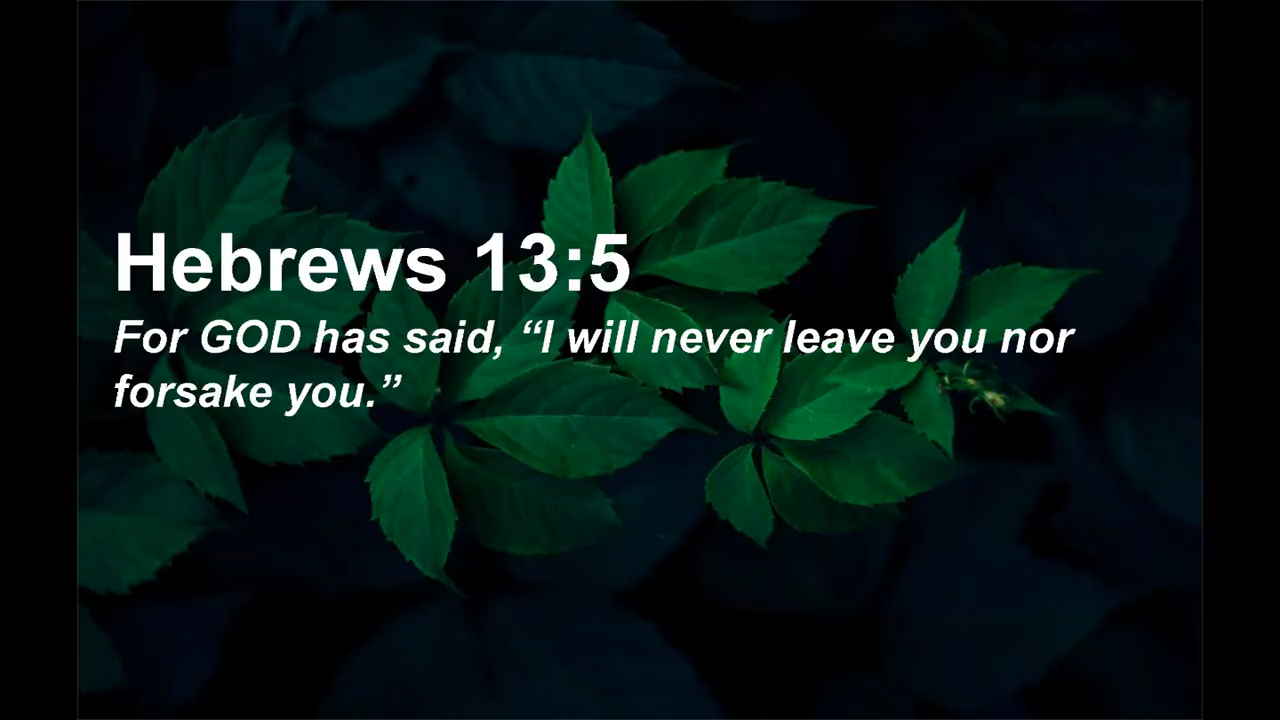 Hebrews 13:5
For GOD has said, “I will never leave you nor
forsake you.”